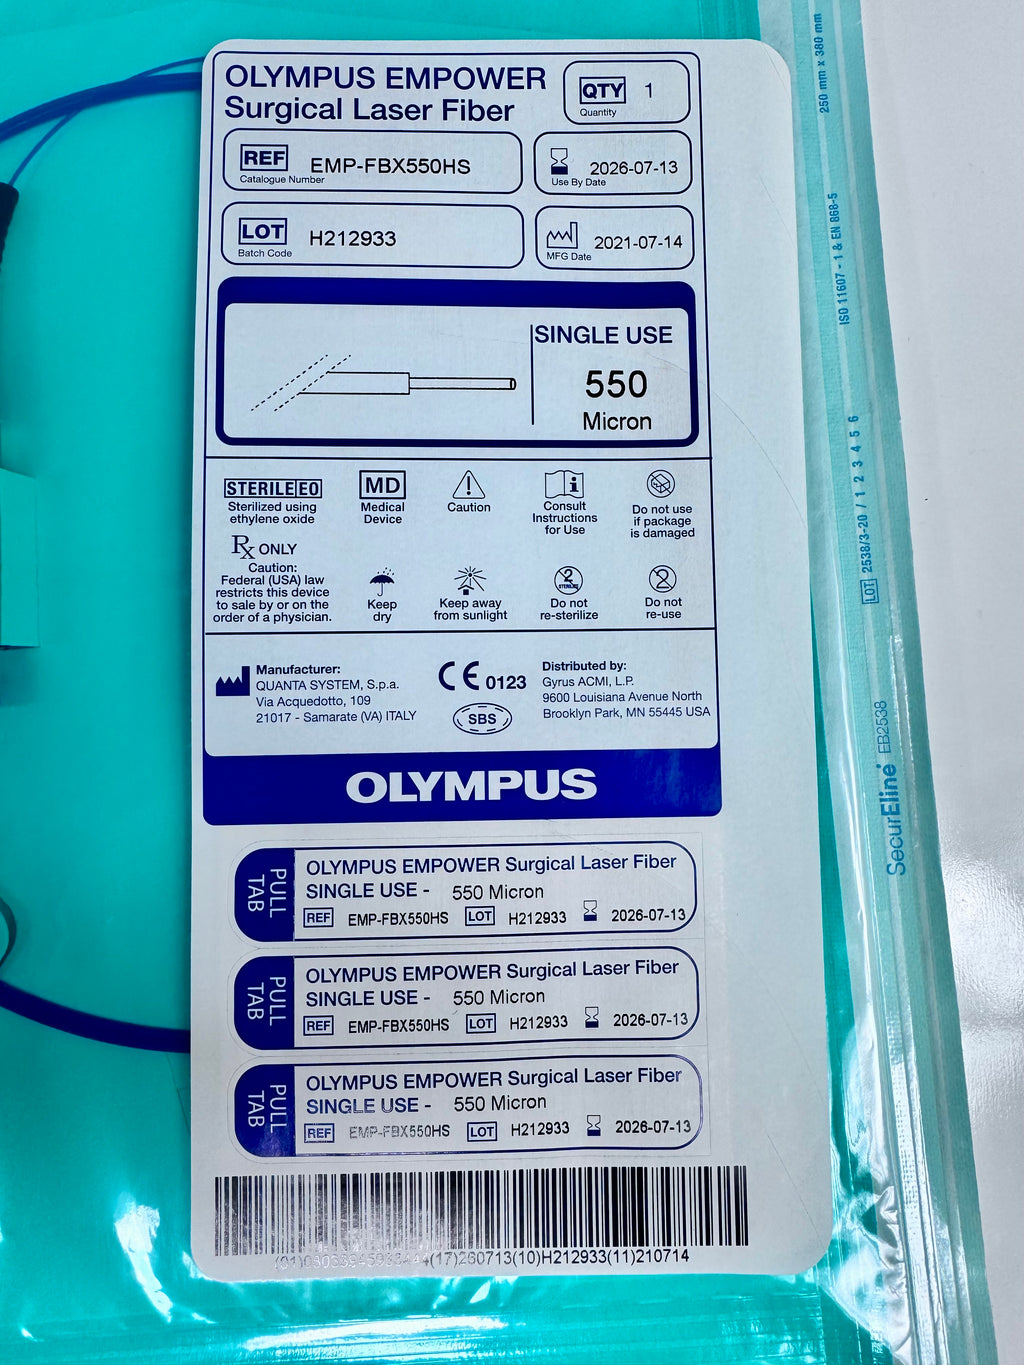 OLYMPUS EMPOWER
Surgical Laser Fiber
QTY 1
Quantity
REF EMP-FBX550HS
Catalogue Number
2026-07-13
Use By Date
LOT H212933
Batch Code
2021-07-14
MFG Date
SINGLE USE
550
Micron
STERILE EO
Sterilized using
ethylene oxide
MD
Medical
Device
Caution
Consult
Instructions
for Use
Do not use
if package
is damaged
Rx ONLY
Caution:
Federal (USA) law
restricts this device
to sale by or on the
order of a physician.
Keep
dry
Keep away
from sunlight
2
STERILIZE
Do not
re-sterilize
2
Do not
re-use
Manufacturer:
QUANTA SYSTEM, S.p.a.
Via Acquedotto, 109
21017 - Samarate (VA) ITALY
CE 0123
SBS
Distributed by:
Gyrus ACMI, L.P.
9600 Louisiana Avenue North
Brooklyn Park, MN 55445 USA
OLYMPUS
PULL
TAB
OLYMPUS EMPOWER Surgical Laser Fiber
SINGLE USE - 550 Micron
REF EMP-FBX550HS LOT H212933 2026-07-13
PULL
TAB
OLYMPUS EMPOWER Surgical Laser Fiber
SINGLE USE - 550 Micron
REF EMP-FBX550HS LOT H212933 2026-07-13
PULL
TAB
OLYMPUS EMPOWER Surgical Laser Fiber
SINGLE USE - 550 Micron
REF EMP-FBX550HS LOT H212933 2026-07-13
(17)260713(10)H212933(11)210714
250 mm x 380 mm
ISO 11607 - 1 & EN 868-5
LOT 2538/3-20 / 1 2 3 4 5 6
SecurEline EB2538